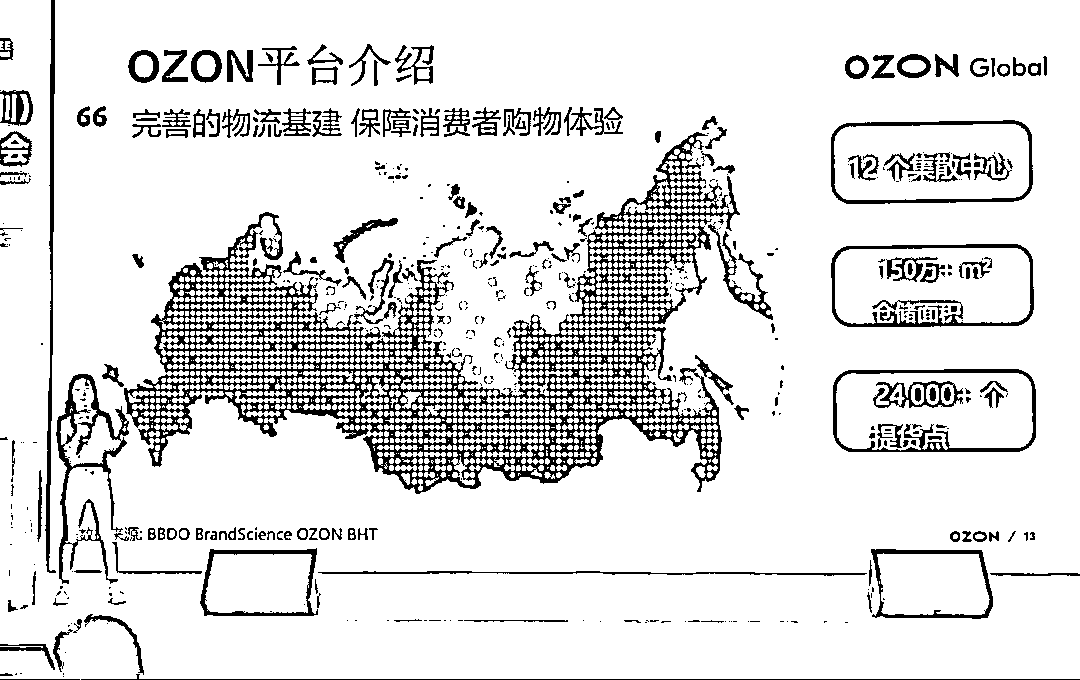 OZON平台介绍
OZON Global
66 完善的物流基建 保障消费者购物体验
会
12 个集散中心
150万+ m²
仓储面积
24,000+ 个
提货点
数据来源: BBDO BrandScience OZON BHT
OZON / 13